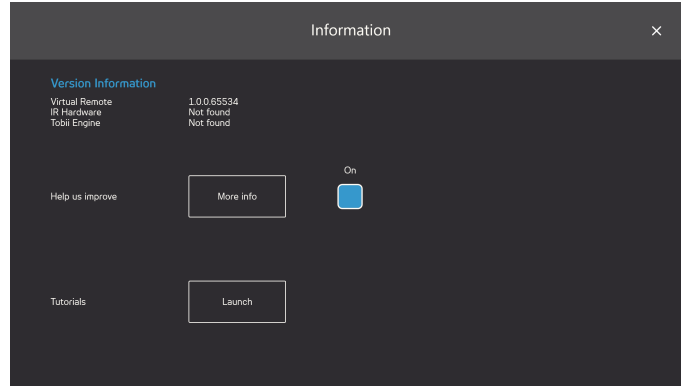 Information
Version Information
Virtual Remote 1.0.0.65534
IR Hardware Not found
Tobii Engine Not found
On
Help us improve More info
Tutorials Launch